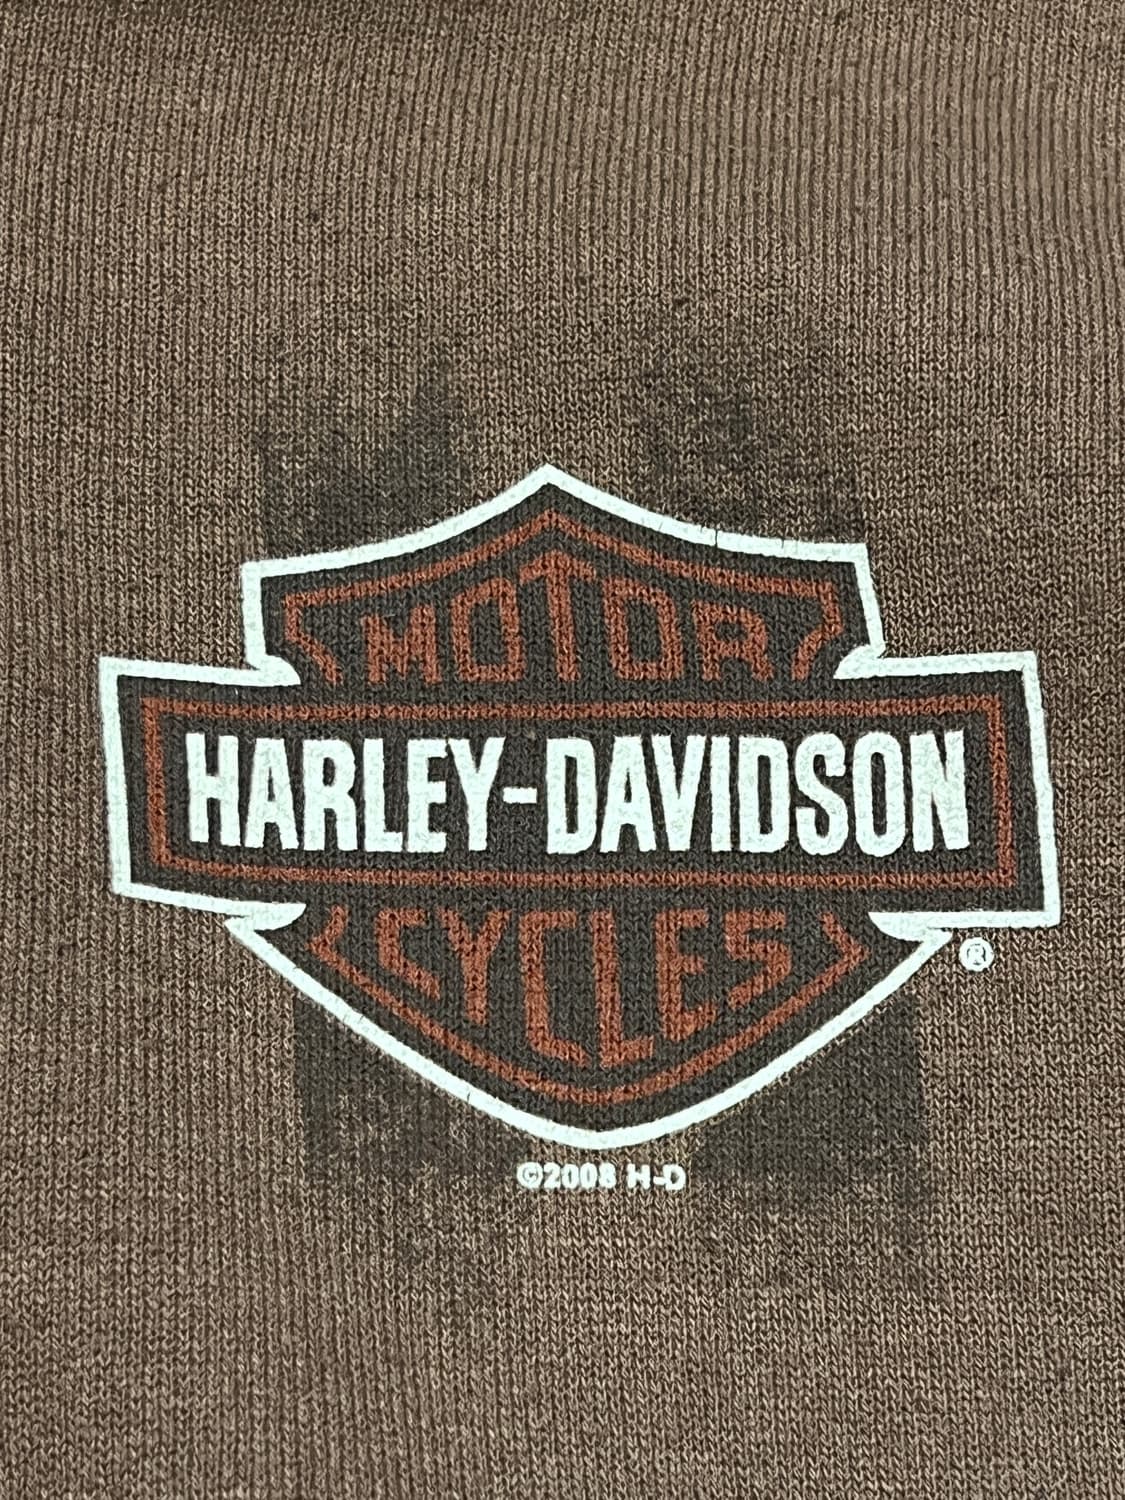 MOTOR
HARLEY-DAVIDSON
CYCLES
®
©2008 H-D